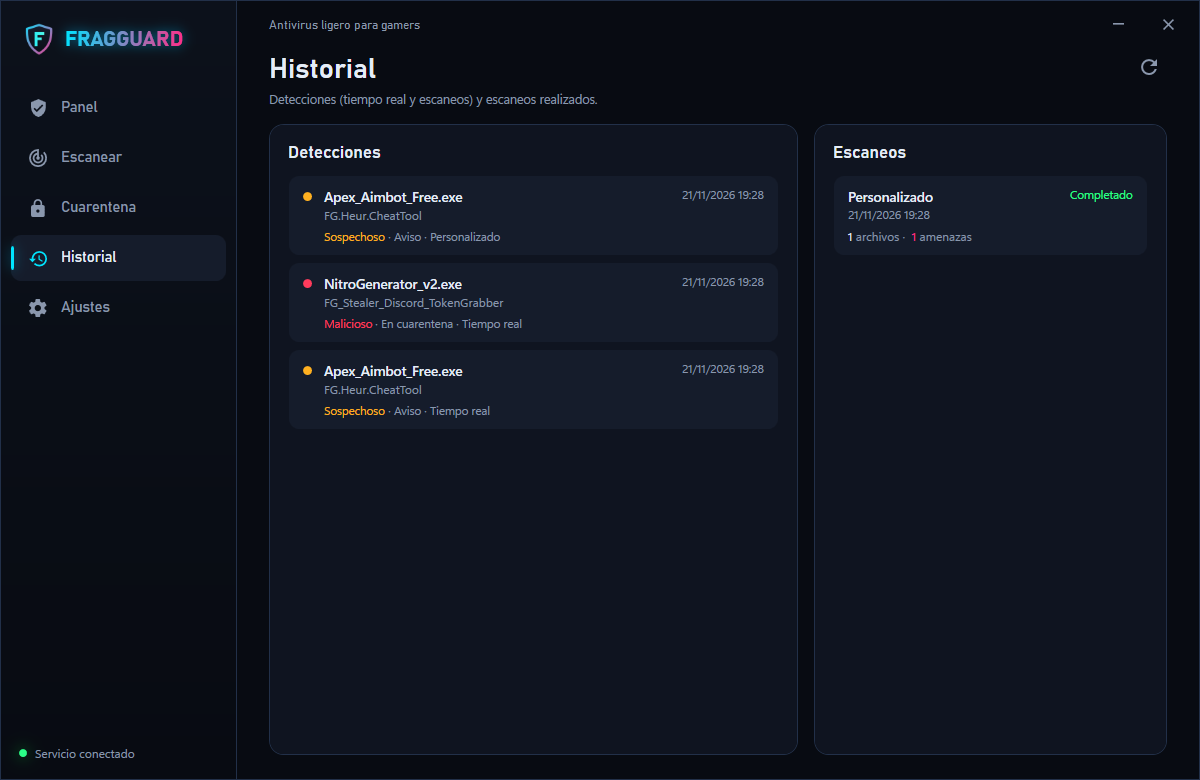 FRAGGUARD
Panel
Escanear
Cuarentena
Historial
Ajustes
Servicio conectado
Antivirus ligero para gamers
Historial
Detecciones (tiempo real y escaneos) y escaneos realizados.
Detecciones
Apex_Aimbot_Free.exe 21/11/2026 19:28
FG.Heur.CheatTool
Sospechoso · Aviso · Personalizado
NitroGenerator_v2.exe 21/11/2026 19:28
FG_Stealer_Discord_TokenGrabber
Malicioso · En cuarentena · Tiempo real
Apex_Aimbot_Free.exe 21/11/2026 19:28
FG.Heur.CheatTool
Sospechoso · Aviso · Tiempo real
Escaneos
Personalizado Completado
21/11/2026 19:28
1 archivos · 1 amenazas